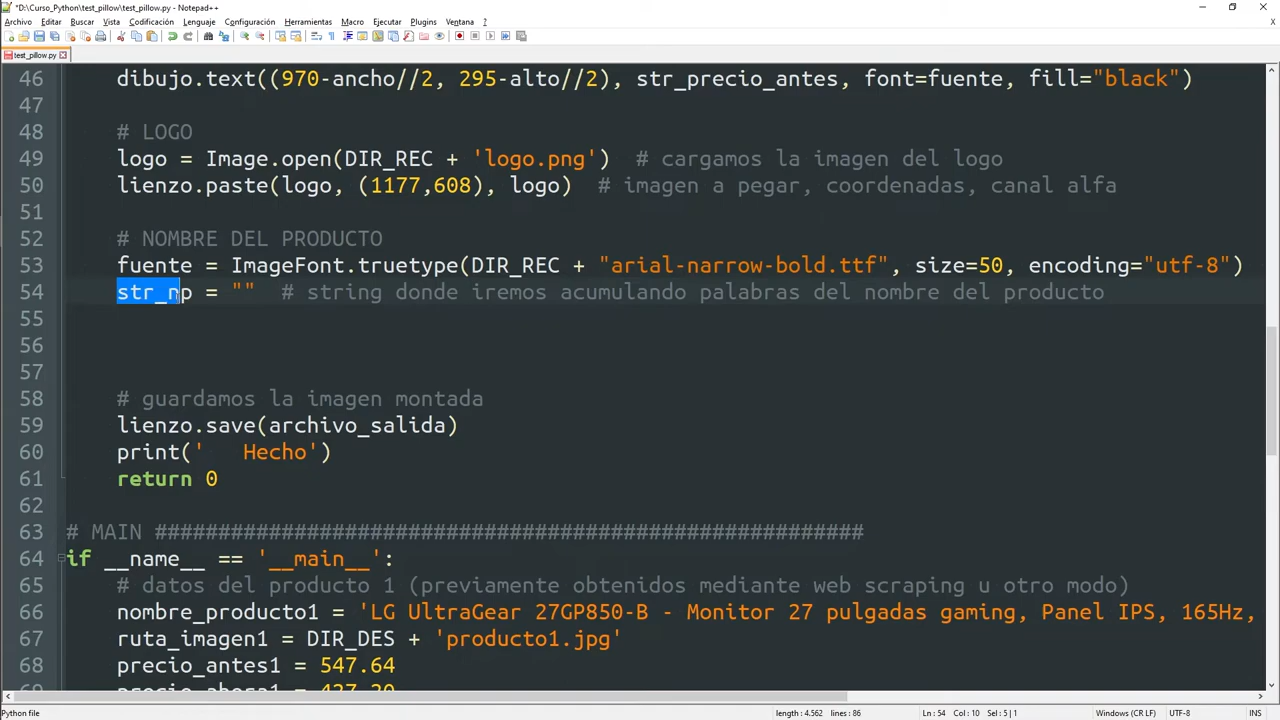 *D:\Curso_Python\test_pillow\test_pillow.py - Notepad++
Archivo Editar Buscar Vista Codificación Lenguaje Configuración Herramientas Macro Ejecutar Plugins Ventana ?
X
test_pillow.py
46 dibujo.text((970-ancho//2, 295-alto//2), str_precio_antes, font=fuente, fill="black")
47
48 # LOGO
49 logo = Image.open(DIR_REC + 'logo.png') # cargamos la imagen del logo
50 lienzo.paste(logo, (1177,608), logo) # imagen a pegar, coordenadas, canal alfa
51
52 # NOMBRE DEL PRODUCTO
53 fuente = ImageFont.truetype(DIR_REC + "arial-narrow-bold.ttf", size=50, encoding="utf-8")
54 str_np = "" # string donde iremos acumulando palabras del nombre del producto
55
56
57
58 # guardamos la imagen montada
59 lienzo.save(archivo_salida)
60 print('   Hecho')
61 return 0
62
63 # MAIN ########################################################
64 if __name__ == '__main__':
65 # datos del producto 1 (previamente obtenidos mediante web scraping u otro modo)
66 nombre_producto1 = 'LG UltraGear 27GP850-B - Monitor 27 pulgadas gaming, Panel IPS, 165Hz,
67 ruta_imagen1 = DIR_DES + 'producto1.jpg'
68 precio_antes1 = 547.64
69 precio_ahora1 = 427.20
Python file length : 4.562 lines : 86 Ln : 54 Col : 10 Sel : 5 | 1 Windows (CR LF) UTF-8 INS